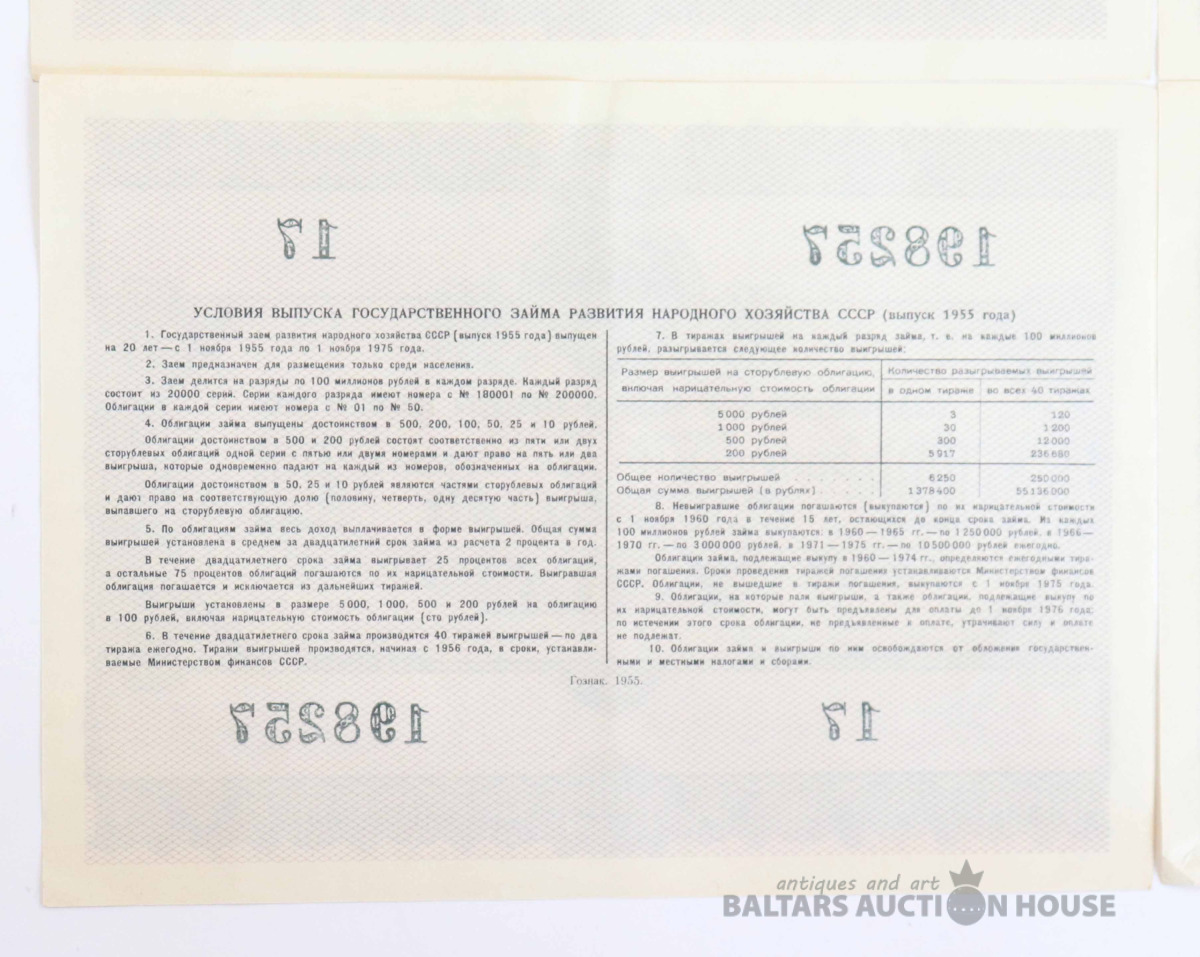 17
198257
УСЛОВИЯ ВЫПУСКА ГОСУДАРСТВЕННОГО ЗАЙМА РАЗВИТИЯ НАРОДНОГО ХОЗЯЙСТВА СССР (выпуск 1955 года)
1. Государственный заем развития народного хозяйства СССР (выпуск 1955 года) выпущен
на 20 лет — с 1 ноября 1955 года по 1 ноября 1975 года.
2. Заем предназначен для размещения только среди населения.
3. Заем делится на разряды по 100 миллионов рублей в каждом разряде. Каждый разряд
состоит из 20000 серий. Серии каждого разряда имеют номера с № 180001 по № 200000.
Облигации в каждой серии имеют номера с № 01 по № 50.
4. Облигации займа выпущены достоинством в 500, 200, 100, 50, 25 и 10 рублей.
Облигации достоинством в 500 и 200 рублей состоят соответственно из пяти или двух
сторублевых облигаций одной серии с пятью или двумя номерами и дают право на пять или два
выигрыша, которые одновременно падают на каждый из номеров, обозначенных на облигации.
Облигации достоинством в 50, 25 и 10 рублей являются частями сторублевых облигаций
и дают право на соответствующую долю (половину, четверть, одну десятую часть) выигрыша,
выпавшего на сторублевую облигацию.
5. По облигациям займа весь доход выплачивается в форме выигрышей. Общая сумма
выигрышей установлена в среднем за двадцатилетний срок займа из расчета 2 процента в год.
В течение двадцатилетнего срока займа выигрывает 25 процентов всех облигаций,
а остальные 75 процентов облигаций погашаются по их нарицательной стоимости. Выигравшая
облигация погашается и исключается из дальнейших тиражей.
Выигрыши установлены в размере 5000, 1000, 500 и 200 рублей на облигацию
в 100 рублей, включая нарицательную стоимость облигации (сто рублей).
6. В течение двадцатилетнего срока займа производится 40 тиражей выигрышей — по два
тиража ежегодно. Тиражи выигрышей производятся, начиная с 1956 года, в сроки, устанавли-
ваемые Министерством финансов СССР.
7. В тиражах выигрышей на каждый разряд займа, т. е. на каждые 100 миллионов
рублей, разыгрывается следующее количество выигрышей:
Размер выигрышей на сторублевую облигацию, Количество разыгрываемых выигрышей
включая нарицательную стоимость облигации в одном тираже во всех 40 тиражах
5000 рублей 3 120
1000 рублей 30 1200
500 рублей 300 12000
200 рублей 5917 236680
Общее количество выигрышей . . . . . . . . 6250 250000
Общая сумма выигрышей (в рублях) . . . . 1378400 55136000
8. Невыигравшие облигации погашаются (выкупаются) по их нарицательной стоимости
с 1 ноября 1960 года в течение 15 лет, остающихся до конца срока займа. Из каждых
100 миллионов рублей займа выкупаются: в 1960—1965 гг. — по 1250000 рублей, в 1966—
1970 гг. — по 3000000 рублей, в 1971—1975 гг. — по 10500000 рублей ежегодно.
Облигации займа, подлежащие выкупу в 1960—1974 гг., определяются ежегодными тира-
жами погашения. Сроки проведения тиражей погашения устанавливаются Министерством финансов
СССР. Облигации, не вышедшие в тиражи погашения, выкупаются с 1 ноября 1975 года.
9. Облигации, на которые пали выигрыши, а также облигации, подлежащие выкупу по
их нарицательной стоимости, могут быть предъявлены для оплаты до 1 ноября 1976 года;
по истечении этого срока облигации, не предъявленные к оплате, утрачивают силу и оплате
не подлежат.
10. Облигации займа и выигрыши по ним освобождаются от обложения государствен-
ными и местными налогами и сборами.
Гознак. 1955.
198257
17
antiques and art
BALTARS AUCTION HOUSE